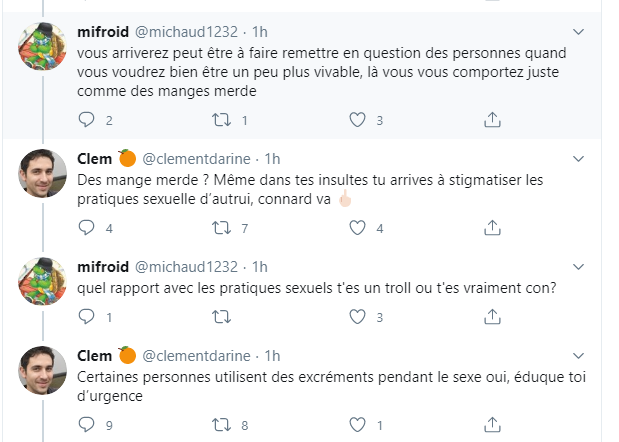 mifroid @michaud1232 · 1h
vous arriverez peut être à faire remettre en question des personnes quand
vous voudrez bien être un peu plus vivable, là vous vous comportez juste
comme des manges merde
2 1 3
Clem 🍊 @clementdarine · 1h
Des mange merde ? Même dans tes insultes tu arrives à stigmatiser les
pratiques sexuelle d’autrui, connard va 🖕🏻
4 7 4
mifroid @michaud1232 · 1h
quel rapport avec les pratiques sexuels t'es un troll ou t'es vraiment con?
1 3
Clem 🍊 @clementdarine · 1h
Certaines personnes utilisent des excréments pendant le sexe oui, éduque toi
d’urgence
9 8 1